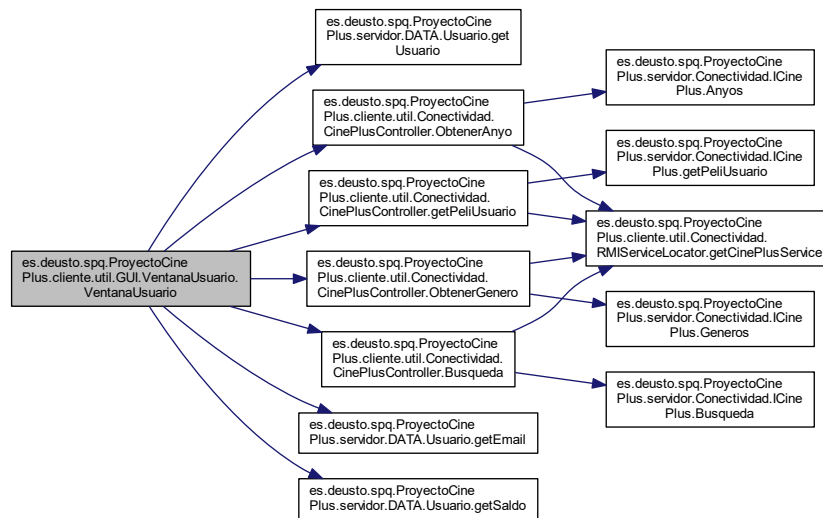 es.deusto.spq.ProyectoCine
Plus.cliente.util.GUI.VentanaUsuario.
VentanaUsuario
es.deusto.spq.ProyectoCine
Plus.servidor.DATA.Usuario.get
Usuario
es.deusto.spq.ProyectoCine
Plus.cliente.util.Conectividad.
CinePlusController.ObtenerAnyo
es.deusto.spq.ProyectoCine
Plus.cliente.util.Conectividad.
CinePlusController.getPeliUsuario
es.deusto.spq.ProyectoCine
Plus.cliente.util.Conectividad.
CinePlusController.ObtenerGenero
es.deusto.spq.ProyectoCine
Plus.cliente.util.Conectividad.
CinePlusController.Busqueda
es.deusto.spq.ProyectoCine
Plus.servidor.DATA.Usuario.getEmail
es.deusto.spq.ProyectoCine
Plus.servidor.DATA.Usuario.getSaldo
es.deusto.spq.ProyectoCine
Plus.servidor.Conectividad.ICine
Plus.Anyos
es.deusto.spq.ProyectoCine
Plus.servidor.Conectividad.ICine
Plus.getPeliUsuario
es.deusto.spq.ProyectoCine
Plus.cliente.util.Conectividad.
RMIServiceLocator.getCinePlusService
es.deusto.spq.ProyectoCine
Plus.servidor.Conectividad.ICine
Plus.Generos
es.deusto.spq.ProyectoCine
Plus.servidor.Conectividad.ICine
Plus.Busqueda